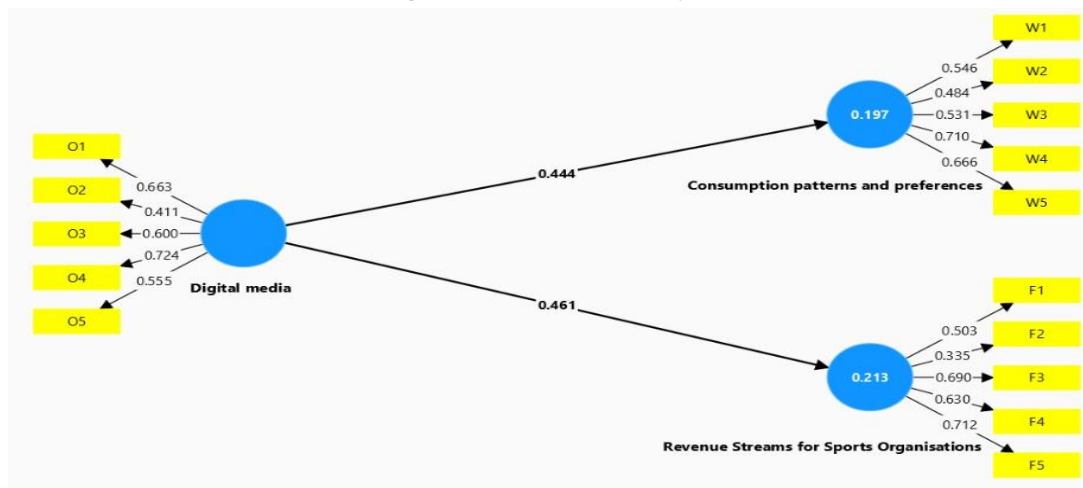 O1
O2
O3
O4
O5
0.663
0.411
0.600
0.724
0.555
Digital media
0.444
0.461
0.197
Consumption patterns and preferences
0.546
0.484
0.531
0.710
0.666
W1
W2
W3
W4
W5
0.213
Revenue Streams for Sports Organisations
0.503
0.335
0.690
0.630
0.712
F1
F2
F3
F4
F5